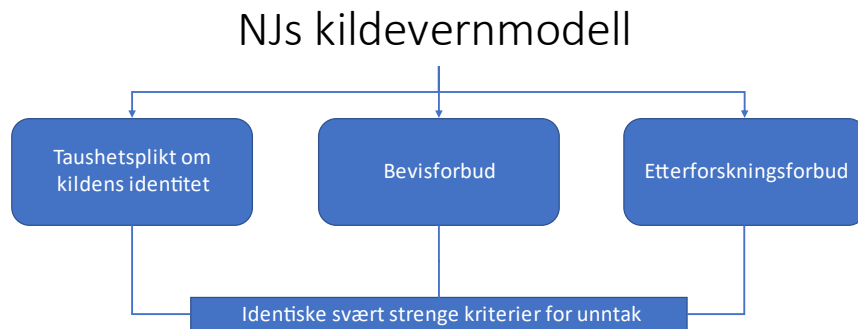 NJs kildevernmodell
Taushetsplikt om
kildens identitet
Bevisforbud
Etterforskningsforbud
Identiske svært strenge kriterier for unntak